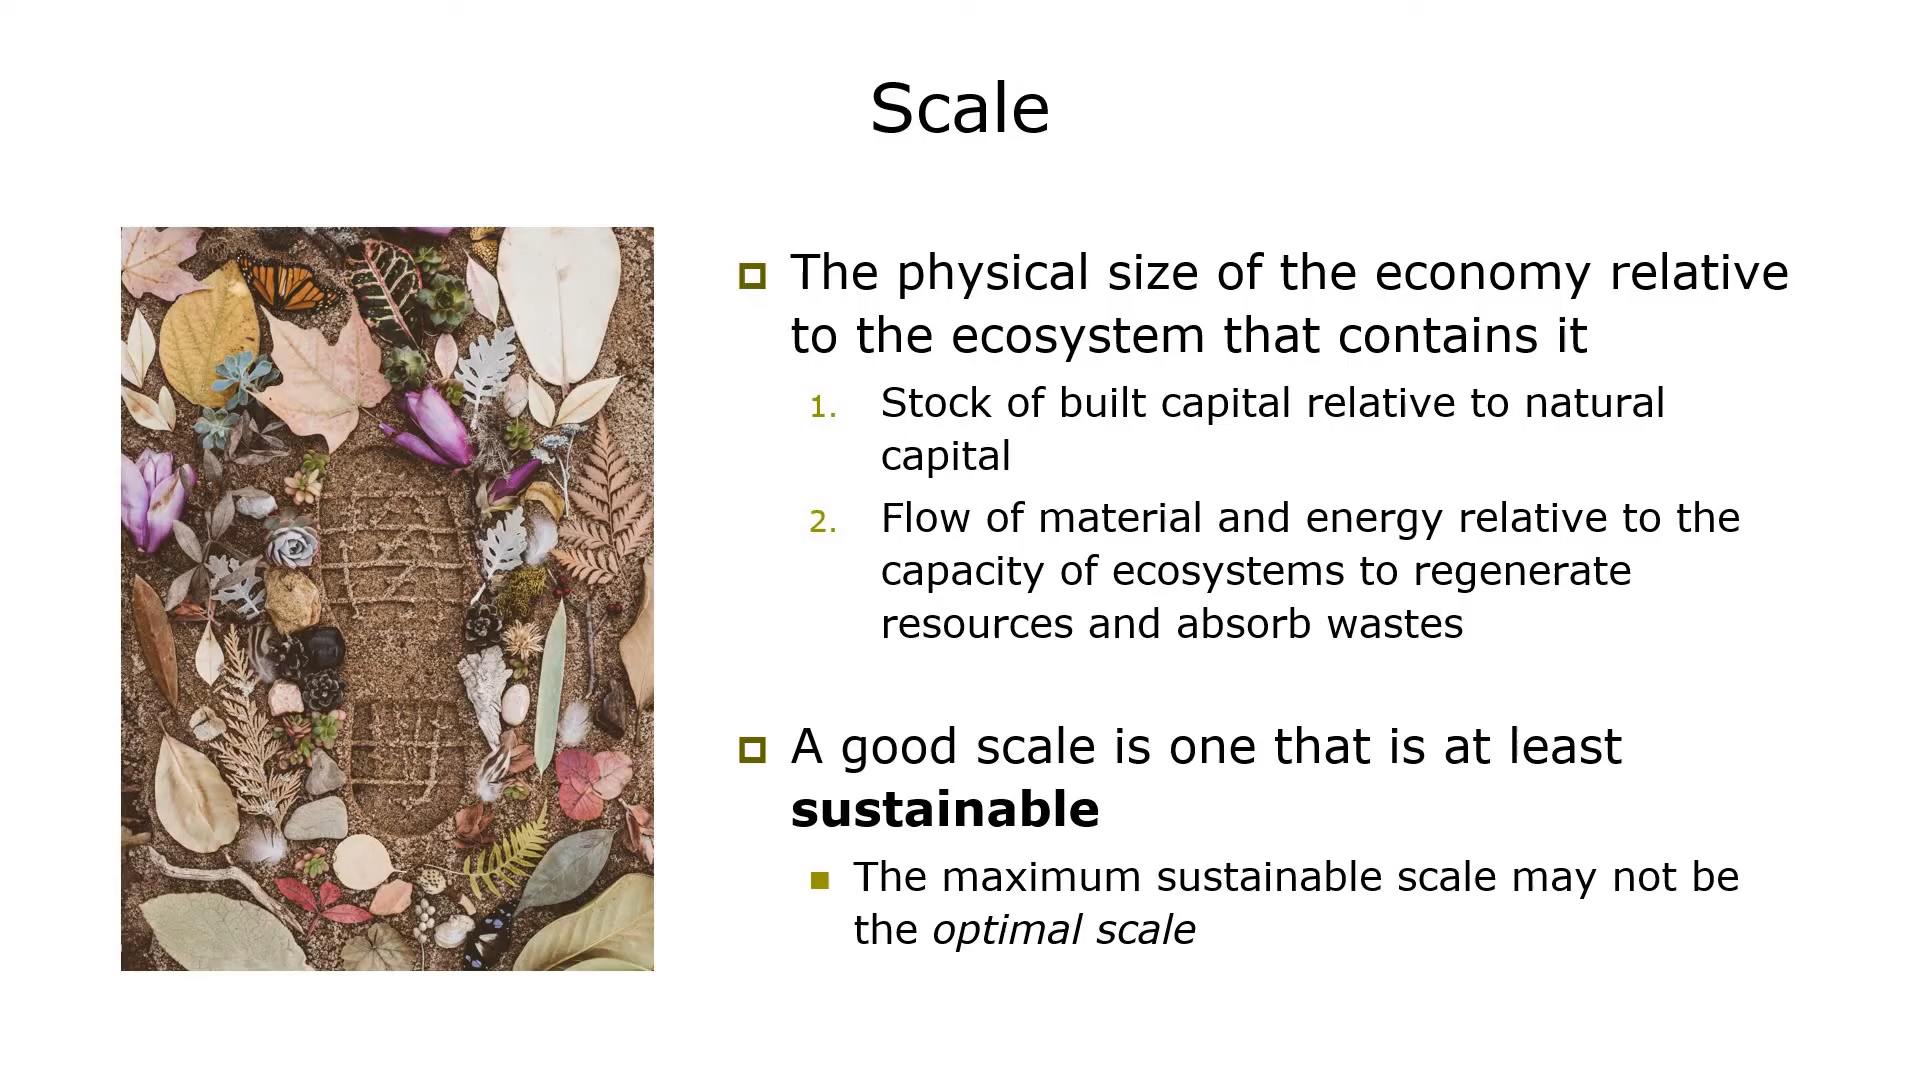 Scale
The physical size of the economy relative
to the ecosystem that contains it
1. Stock of built capital relative to natural
capital
2. Flow of material and energy relative to the
capacity of ecosystems to regenerate
resources and absorb wastes
A good scale is one that is at least
sustainable
The maximum sustainable scale may not be
the optimal scale